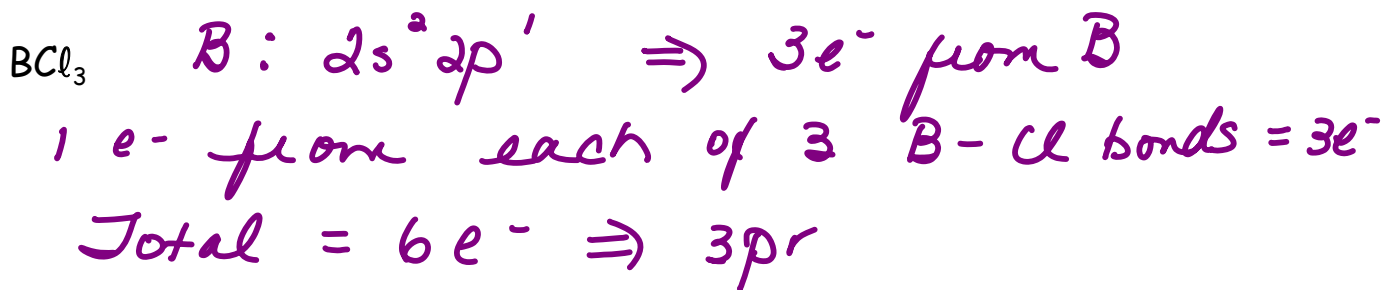 BCl₃ B: 2s² 2p¹ ⇒ 3e⁻ from B
1 e⁻ from each of 3 B-Cl bonds = 3e⁻
Total = 6e⁻ ⇒ 3pr